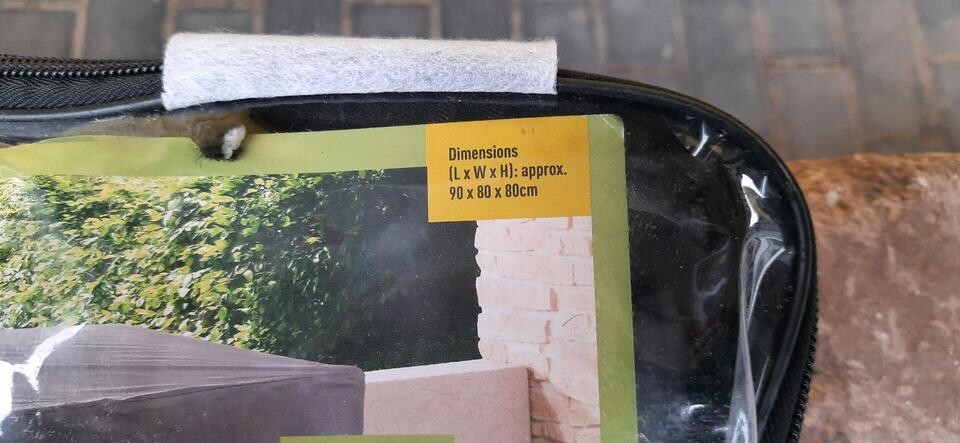 Dimensions
(L x W x H): approx.
90 x 80 x 80cm